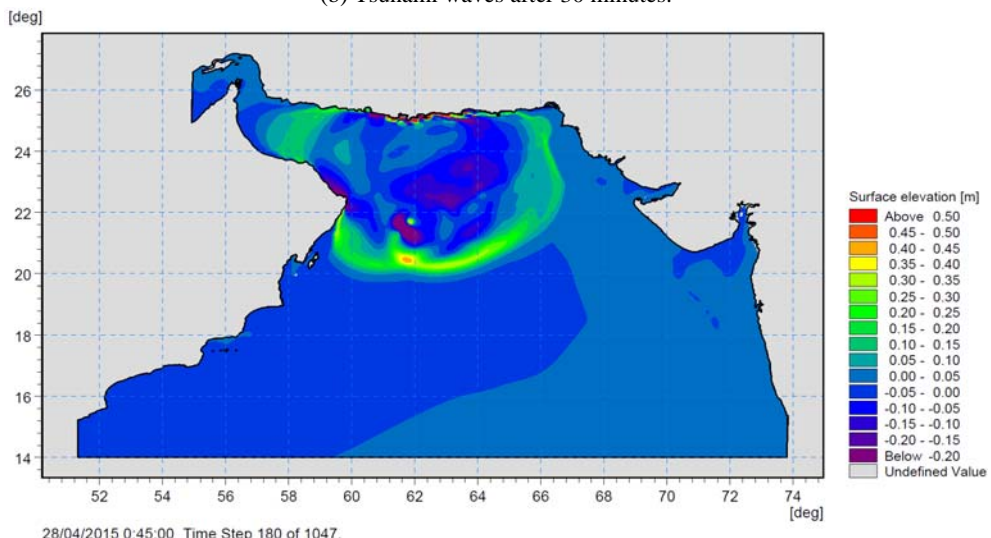 (b) Tsunami waves after 30 minutes.
[deg]
26
24
22
20
18
16
14
52 54 56 58 60 62 64 66 68 70 72 74
[deg]
Surface elevation [m]
Above 0.50
0.45 - 0.50
0.40 - 0.45
0.35 - 0.40
0.30 - 0.35
0.25 - 0.30
0.20 - 0.25
0.15 - 0.20
0.10 - 0.15
0.05 - 0.10
0.00 - 0.05
-0.05 - 0.00
-0.10 - -0.05
-0.15 - -0.10
-0.20 - -0.15
Below -0.20
Undefined Value
28/04/2015 0:45:00 Time Step 180 of 1047.